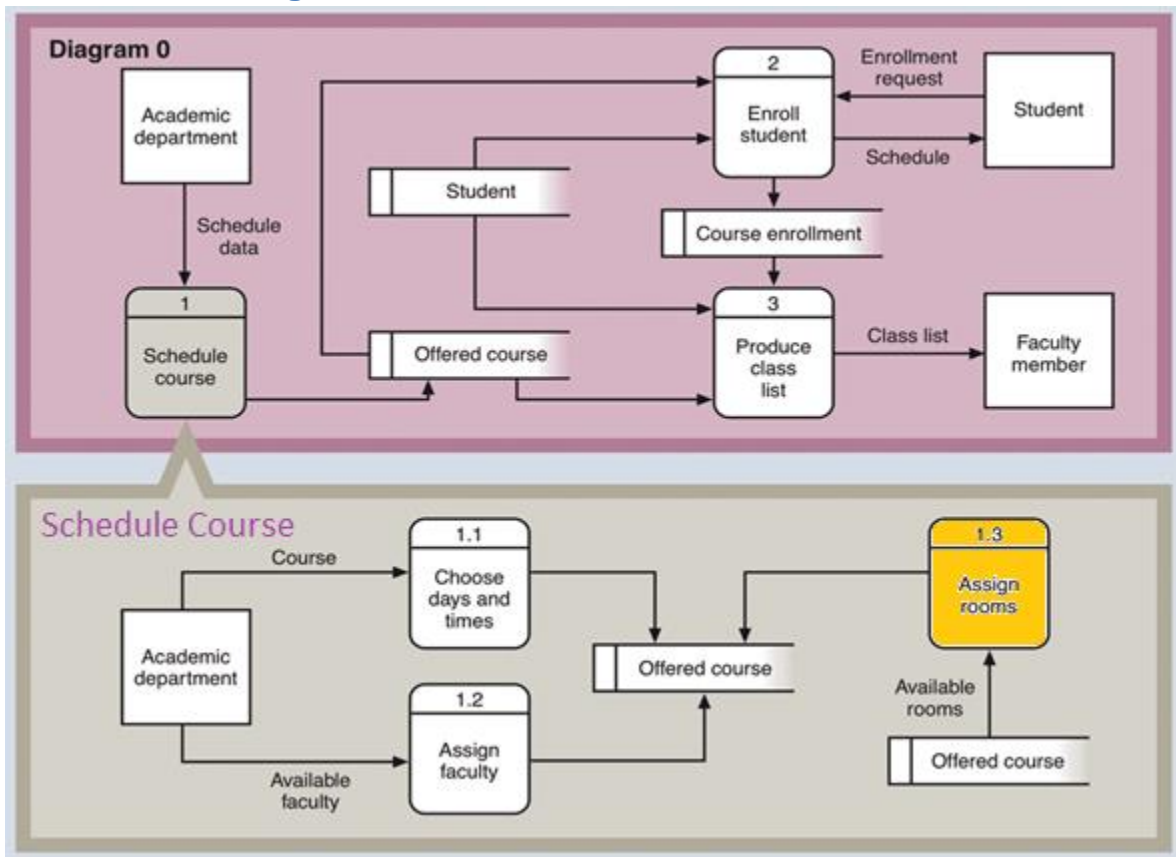 Diagram 0
Academic
department
Schedule
data
1
Schedule
course
Student
Offered course
2
Enroll
student
Enrollment
request
Schedule
Student
Course enrollment
3
Produce
class
list
Class list
Faculty
member
Schedule Course
Course
Academic
department
Available
faculty
1.1
Choose
days and
times
1.2
Assign
faculty
Offered course
1.3
Assign
rooms
Available
rooms
Offered course